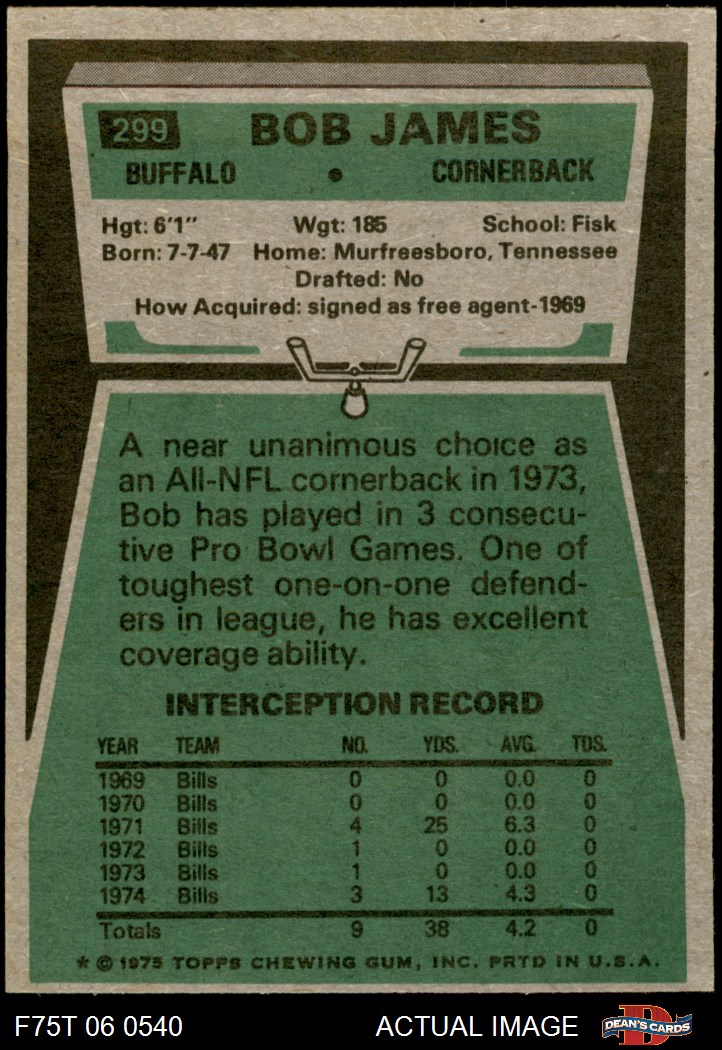 299 BOB JAMES
BUFFALO • CORNERBACK
Hgt: 6'1" Wgt: 185 School: Fisk
Born: 7-7-47 Home: Murfreesboro, Tennessee
Drafted: No
How Acquired: signed as free agent-1969
A near unanimous choice as
an All-NFL cornerback in 1973,
Bob has played in 3 consecu-
tive Pro Bowl Games. One of
toughest one-on-one defend-
ers in league, he has excellent
coverage ability.
INTERCEPTION RECORD
YEAR TEAM NO. YDS. AVG. TDS.
1969 Bills 0 0 0.0 0
1970 Bills 0 0 0.0 0
1971 Bills 4 25 6.3 0
1972 Bills 1 0 0.0 0
1973 Bills 1 0 0.0 0
1974 Bills 3 13 4.3 0
Totals 9 38 4.2 0
* © 1975 TOPPS CHEWING GUM, INC. PRTD IN U.S.A.
F75T 06 0540 ACTUAL IMAGE D DEAN'S CARDS